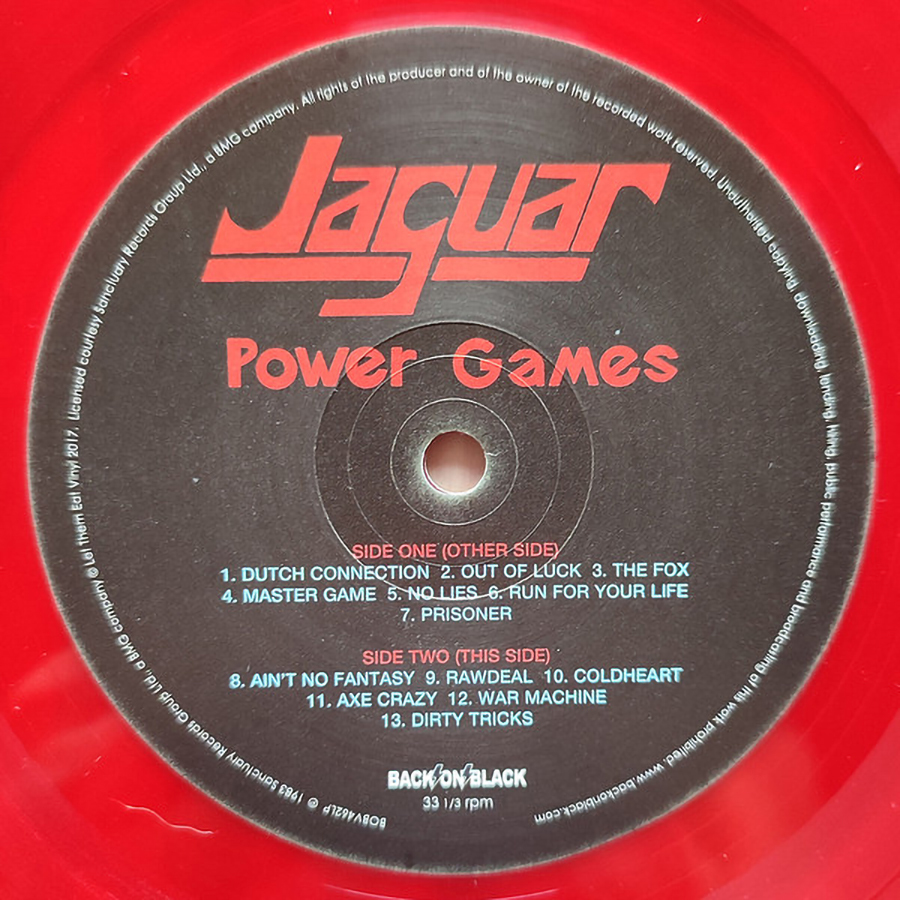 Jaguar
Power Games
SIDE ONE (OTHER SIDE)
1. DUTCH CONNECTION 2. OUT OF LUCK 3. THE FOX
4. MASTER GAME 5. NO LIES 6. RUN FOR YOUR LIFE
7. PRISONER
SIDE TWO (THIS SIDE)
8. AIN'T NO FANTASY 9. RAWDEAL 10. COLDHEART
11. AXE CRAZY 12. WAR MACHINE
13. DIRTY TRICKS
BACK ON BLACK
33 1/3 rpm
BOBV462LP ℗ 1983 Sanctuary Records Group Ltd., a BMG company © Let them Eat Vinyl 2017. Licensed courtesy Sanctuary Records Group Ltd., a BMG company. All rights of the producer and of the owner of the recorded work reserved. Unauthorised copying, downloading, lending, hiring, public performance and broadcasting of this work prohibited. www.backonblack.com